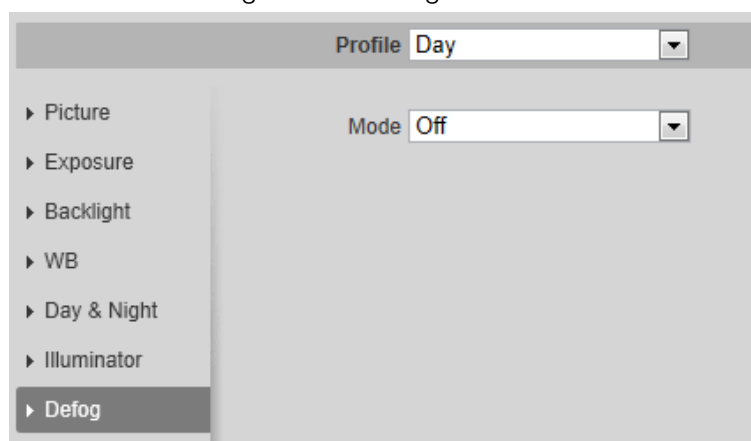 Profile Day
Picture
Mode Off
Exposure
Backlight
WB
Day & Night
Illuminator
Defog